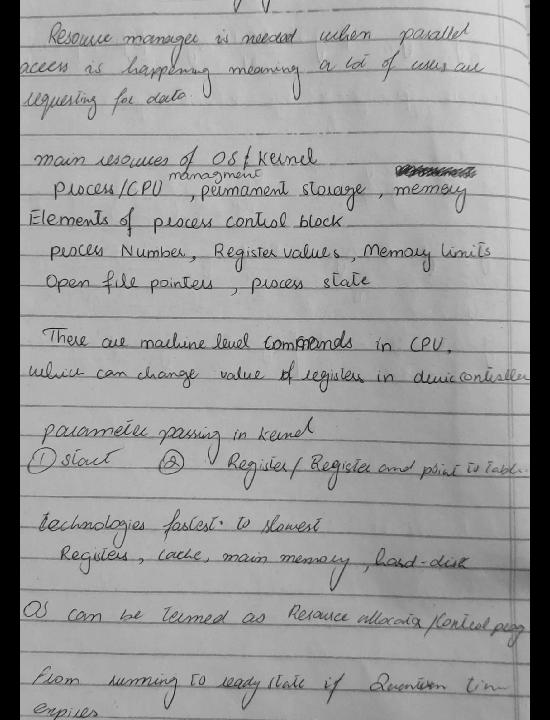 Resource manager is needed when parallel
access is happening meaning a lot of users are
requesting for data.
main resources of OS / Kernel
process/CPU managment, permament storage, memory
Elements of process control block
process Number, Register values, Memory limits
Open file pointers, process state
There are machine level commands in CPU.
which can change value of registers in device controller
parameter passing in kernel
① start ② Register/ Register and point to table.
technologies fastest to slowest
Registers, cache, main memory, hard-disk
OS can be termed as Resource allocator /Control prog
From running to ready state if Quantum time
expires